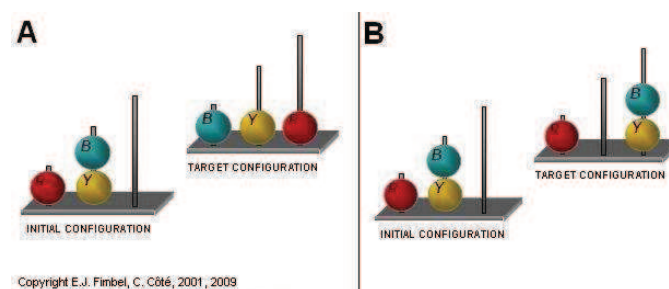 A
B
B
Y
TARGET CONFIGURATION
B
Y
INITIAL CONFIGURATION
B
Y
TARGET CONFIGURATION
B
Y
INITIAL CONFIGURATION
Copyright E.J. Fimbel, C. Côté, 2001, 2009